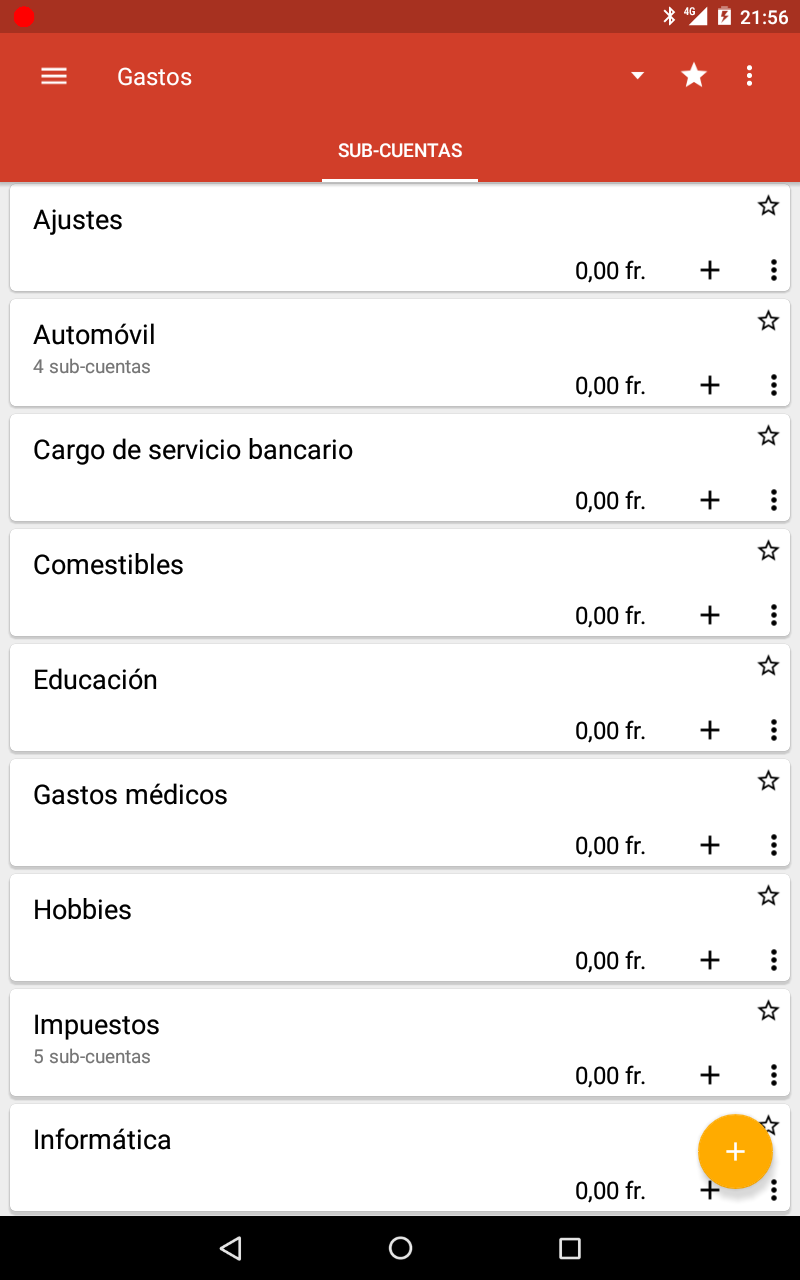 4G 21:56
Gastos
SUB-CUENTAS
Ajustes
0,00 fr.
Automóvil
4 sub-cuentas
0,00 fr.
Cargo de servicio bancario
0,00 fr.
Comestibles
0,00 fr.
Educación
0,00 fr.
Gastos médicos
0,00 fr.
Hobbies
0,00 fr.
Impuestos
5 sub-cuentas
0,00 fr.
Informática
0,00 fr.